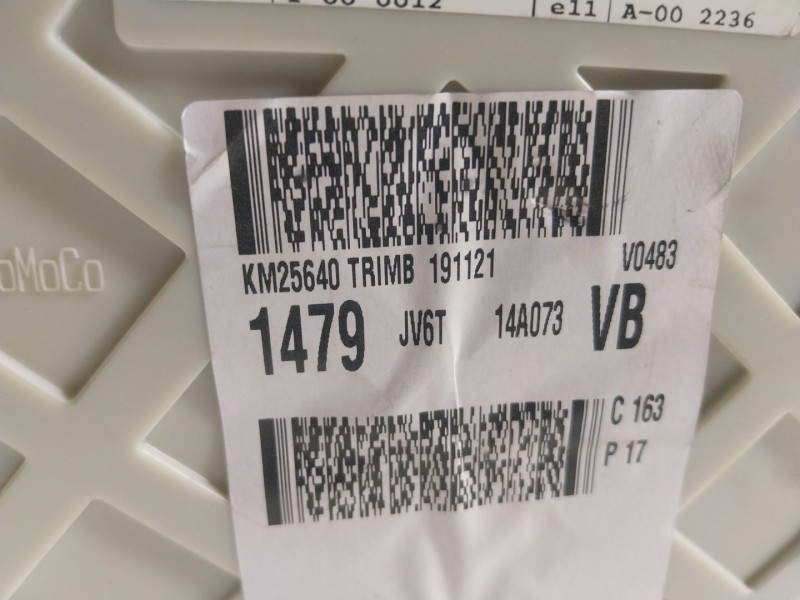 e11 A-00 2236
KM25640 TRIMB 191121 V0483
1479 JV6T 14A073 VB
C 163
P 17
oMoCo